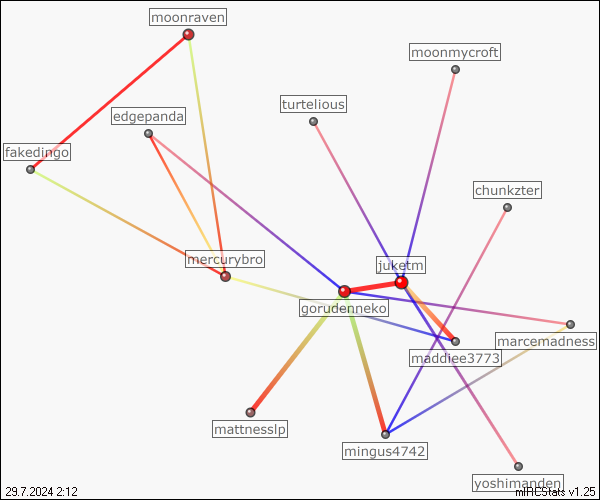 moonraven
moonmycroft
turtelious
edgepanda
fakedingo
chunkzter
mercurybro
juketm
gorudenneko
marcemadness
maddiee3773
mattnesslp
mingus4742
yoshimanden
29.7.2024 2:12
mIRCStats v1.25